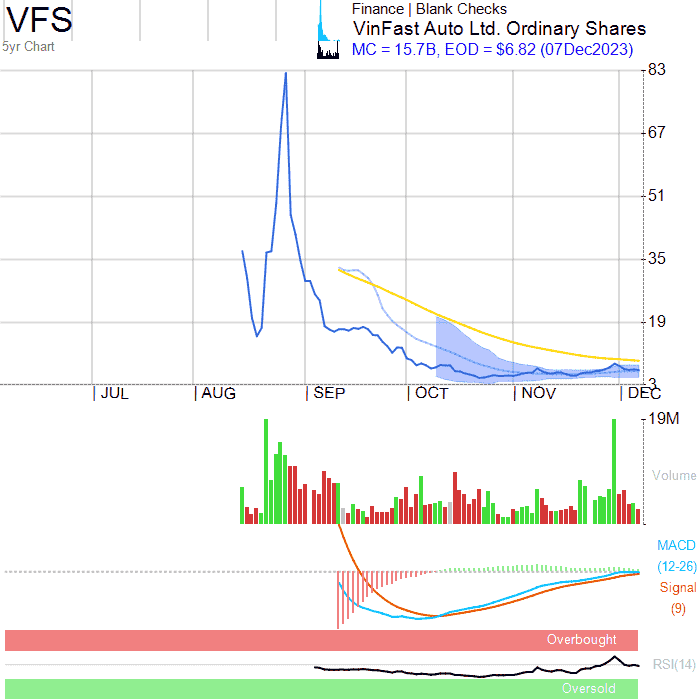 VFS
5yr Chart
Finance | Blank Checks
VinFast Auto Ltd. Ordinary Shares
MC = 15.7B, EOD = $6.82 (07Dec2023)
83
67
51
35
19
3
JUL AUG SEP OCT NOV DEC
19M
Volume
MACD
(12-26)
Signal
(9)
Overbought
RSI(14)
Oversold